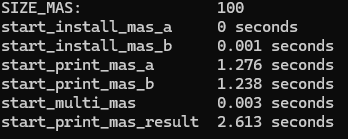 SIZE_MAS: 100
start_install_mas_a 0 seconds
start_install_mas_b 0.001 seconds
start_print_mas_a 1.276 seconds
start_print_mas_b 1.238 seconds
start_multi_mas 0.003 seconds
start_print_mas_result 2.613 seconds